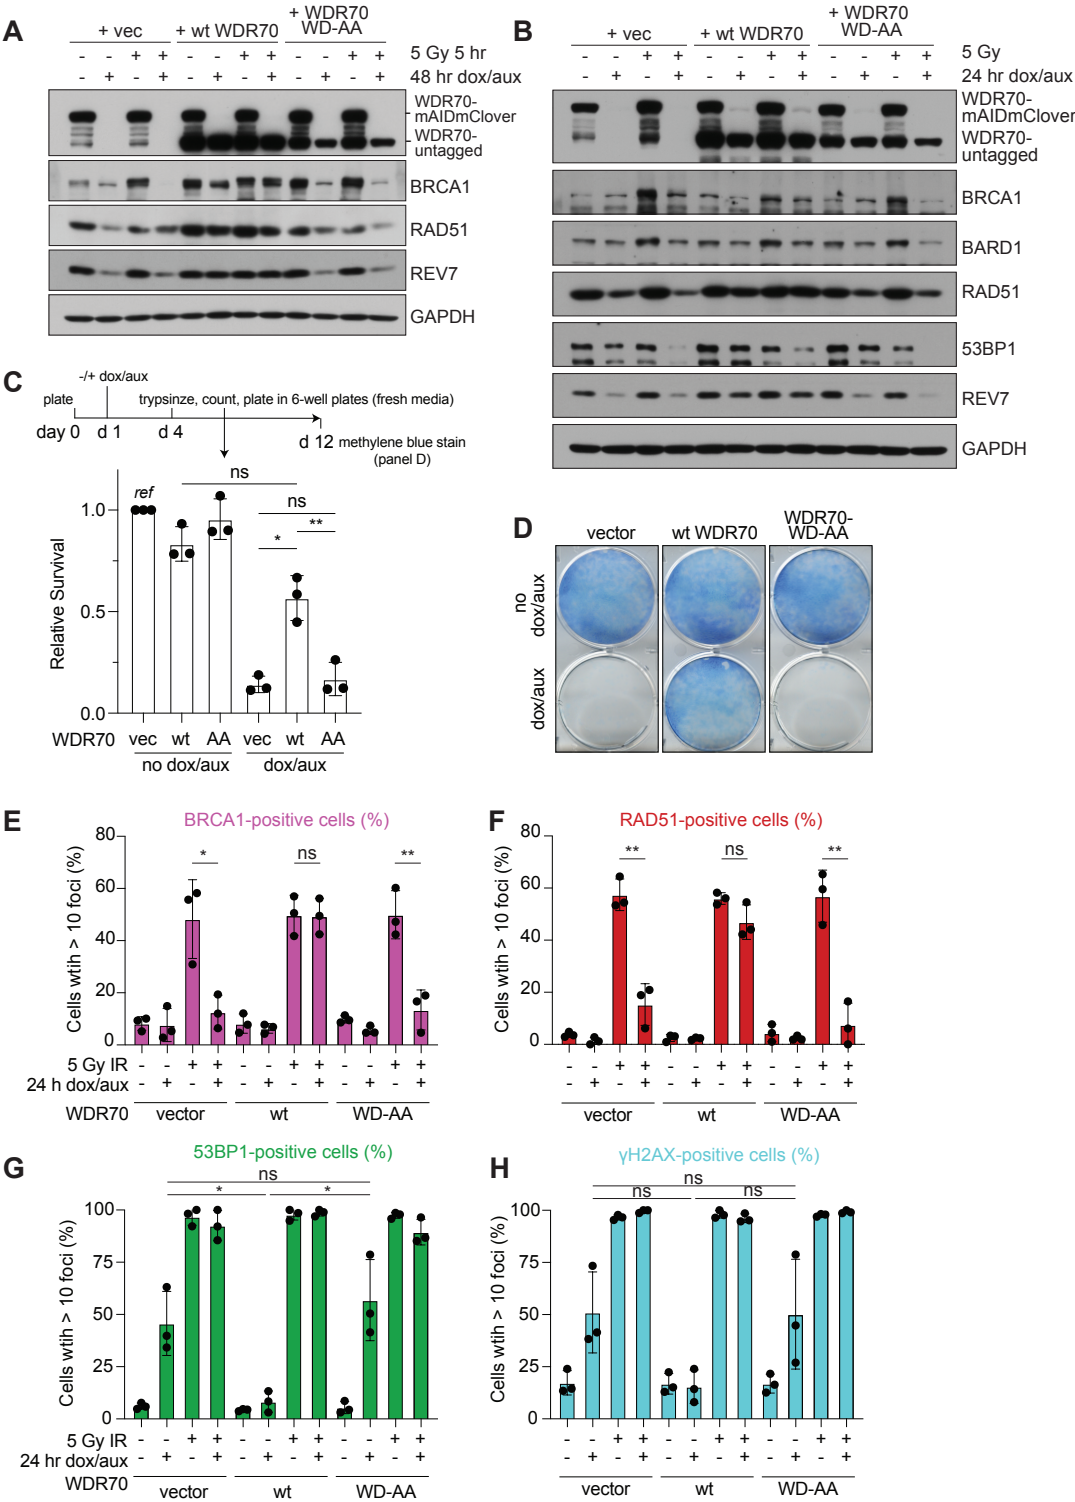 A
+ vec
+ wt WDR70
+ WDR70
WD-AA
- - + + - - + + - - + + 5 Gy 5 hr
- + - + - + - + - + - + 48 hr dox/aux
WDR70-
mAIDmClover
WDR70-
untagged
BRCA1
RAD51
REV7
GAPDH
B
+ vec
+ wt WDR70
+ WDR70
WD-AA
- - + + - - + + - - + + 5 Gy
- + - + - + - + - + - + 24 hr dox/aux
WDR70-
mAIDmClover
WDR70-
untagged
BRCA1
BARD1
RAD51
53BP1
REV7
GAPDH
C
-/+ dox/aux
plate
trypsinze, count, plate in 6-well plates (fresh media)
day 0 d 1 d 4 d 12 methylene blue stain
(panel D)
ns
ref
ns
* **
Relative Survival
1.0
0.5
0.0
WDR70 vec wt AA vec wt AA
no dox/aux dox/aux
D
vector wt WDR70 WDR70-
WD-AA
no
dox/aux
dox/aux
E
BRCA1-positive cells (%)
Cells wtih > 10 foci (%)
80
60
40
20
0
* ns **
5 Gy IR - - + + - - + + - - + +
24 h dox/aux - + - + - + - + - + - +
WDR70 vector wt WD-AA
F
RAD51-positive cells (%)
Cells wtih > 10 foci (%)
80
60
40
20
0
** ns **
- - + + - - + + - - + +
- + - + - + - + - + - +
vector wt WD-AA
G
53BP1-positive cells (%)
ns
* *
Cells wtih > 10 foci (%)
100
75
50
25
0
5 Gy IR - - + + - - + + - - + +
24 hr dox/aux - + - + - + - + - + - +
WDR70 vector wt WD-AA
H
γH2AX-positive cells (%)
ns
ns ns
Cells wtih > 10 foci (%)
100
75
50
25
0
- - + + - - + + - - + +
- + - + - + - + - + - +
vector wt WD-AA